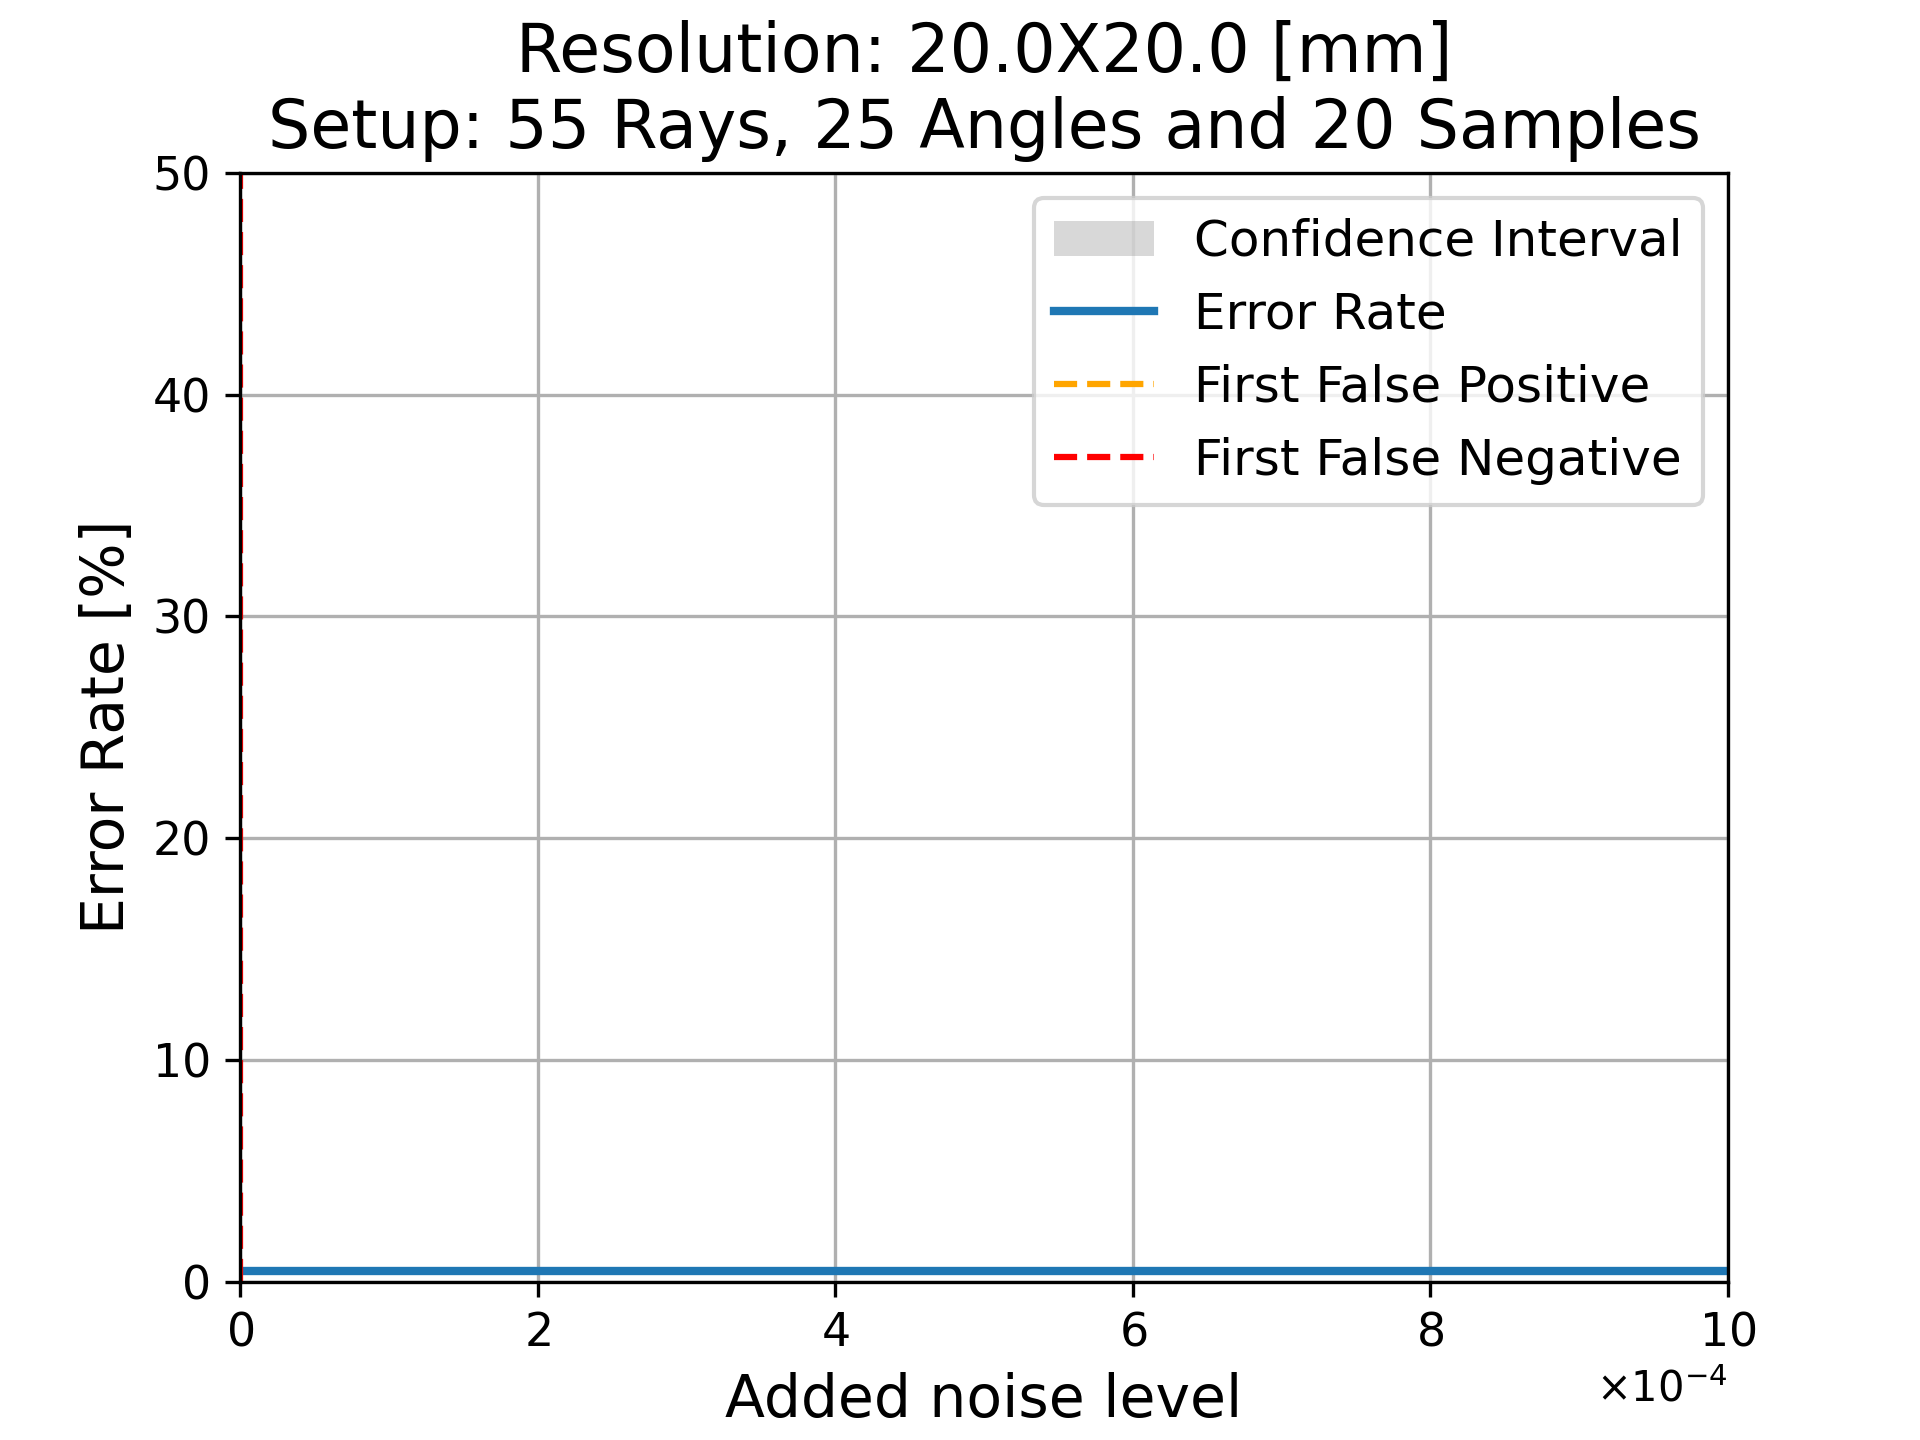 Resolution: 20.0X20.0 [mm]
Setup: 55 Rays, 25 Angles and 20 Samples
Confidence Interval
Error Rate
First False Positive
First False Negative
Error Rate [%]
50
40
30
20
10
0
0 2 4 6 8 10
×10⁻⁴
Added noise level